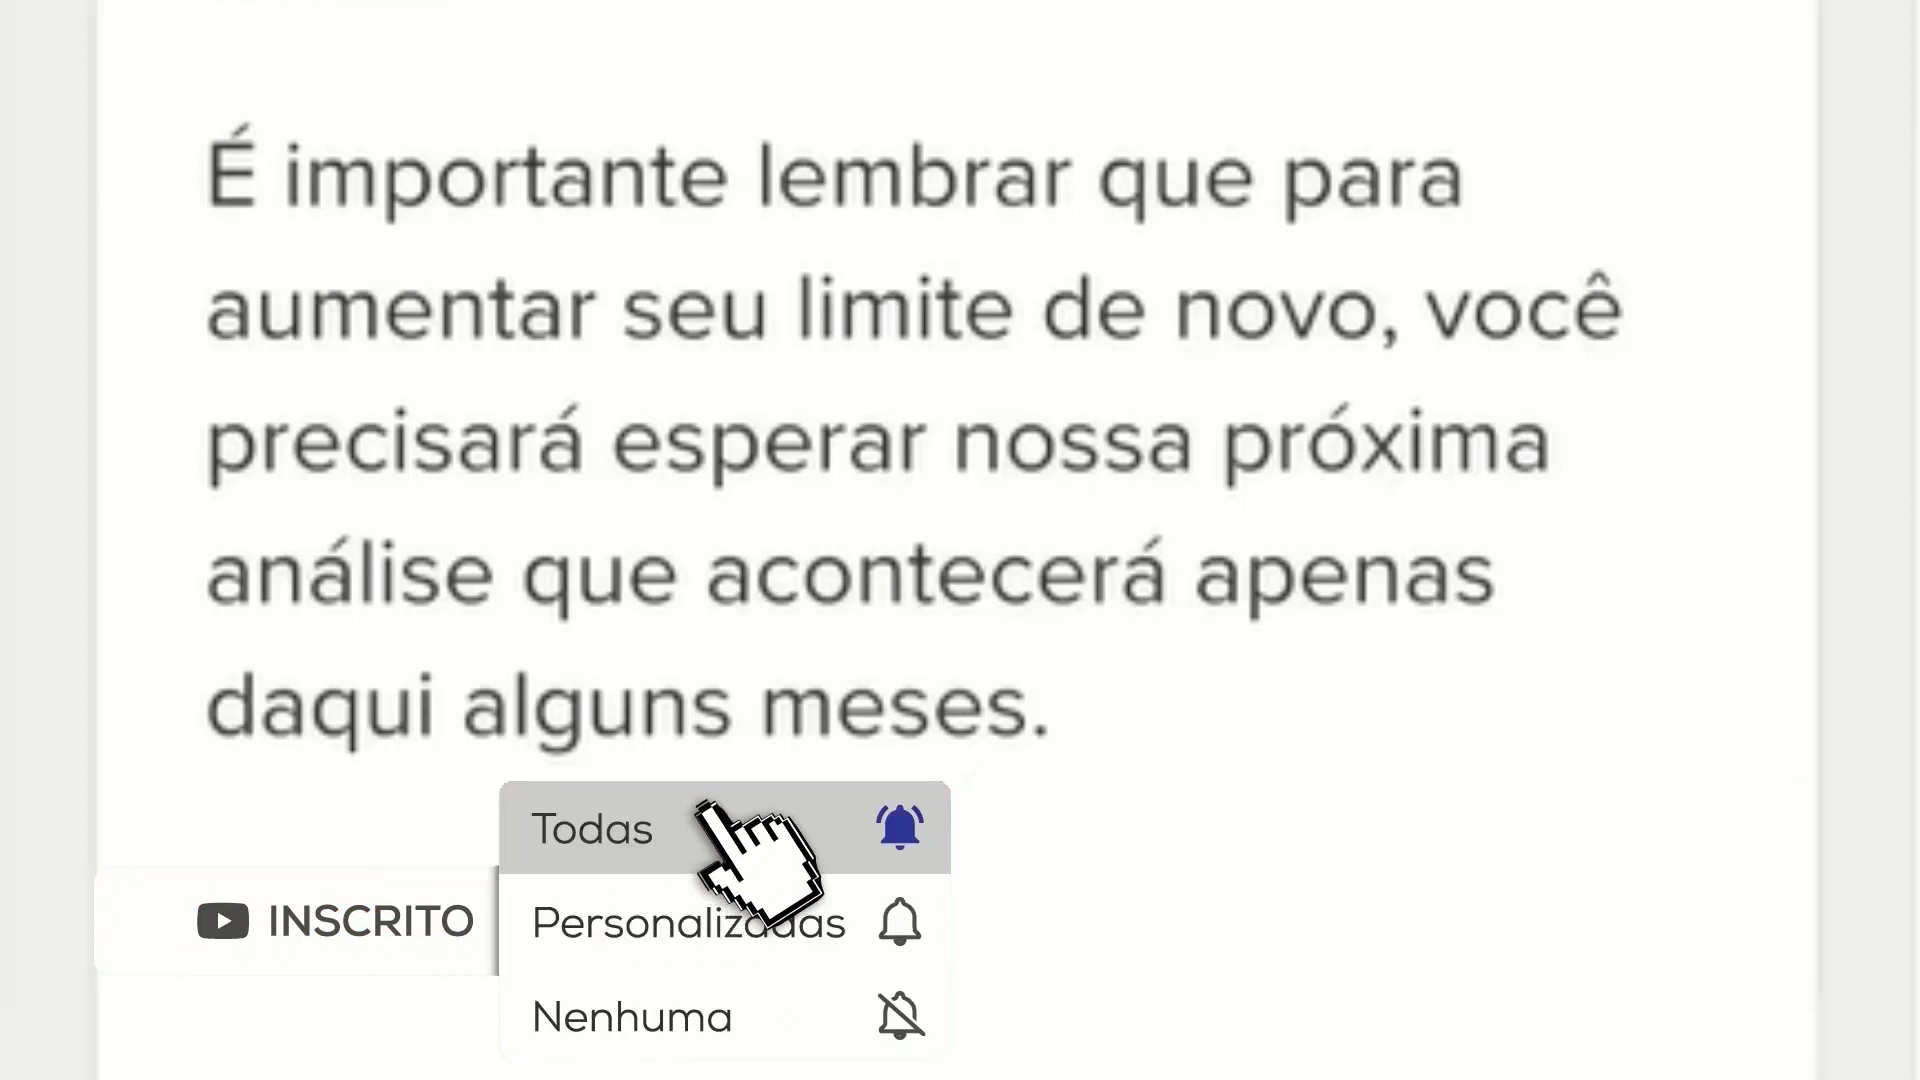 É importante lembrar que para
aumentar seu limite de novo, você
precisará esperar nossa próxima
análise que acontecerá apenas
daqui alguns meses.
Todas
INSCRITO
Personalizadas
Nenhuma